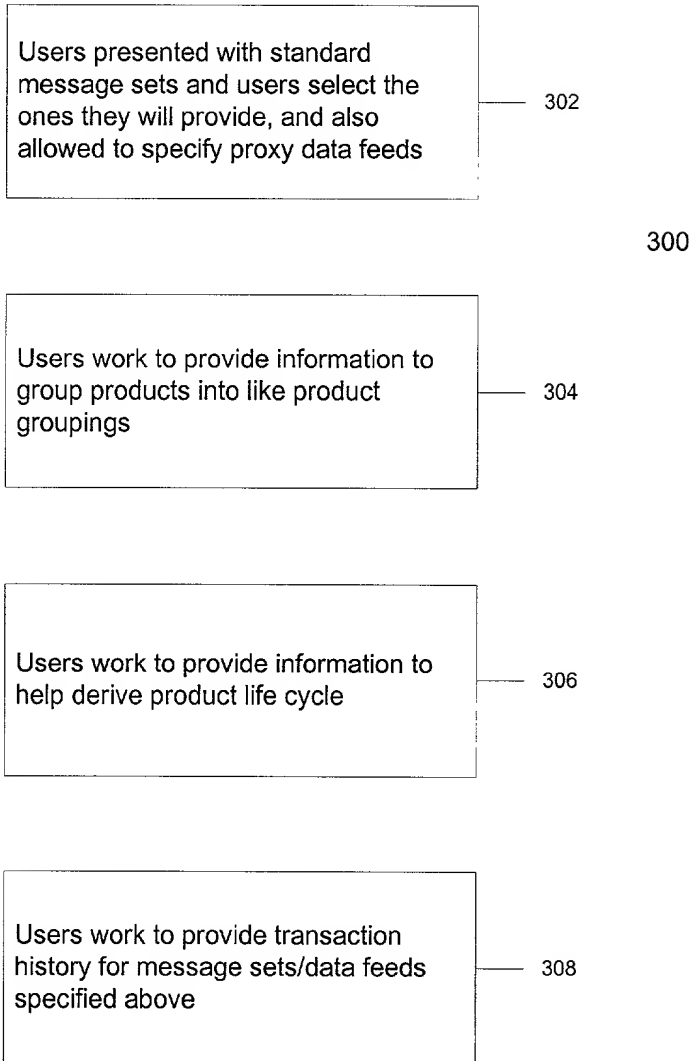 Users presented with standard
message sets and users select the
ones they will provide, and also
allowed to specify proxy data feeds
302
300
Users work to provide information to
group products into like product
groupings
304
Users work to provide information to
help derive product life cycle
306
Users work to provide transaction
history for message sets/data feeds
specified above
308